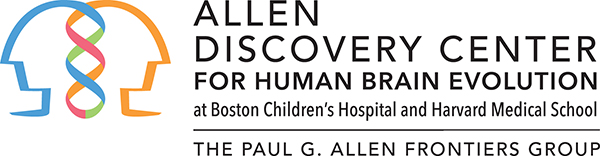 ALLEN
DISCOVERY CENTER
FOR HUMAN BRAIN EVOLUTION
at Boston Children’s Hospital and Harvard Medical School
THE PAUL G. ALLEN FRONTIERS GROUP